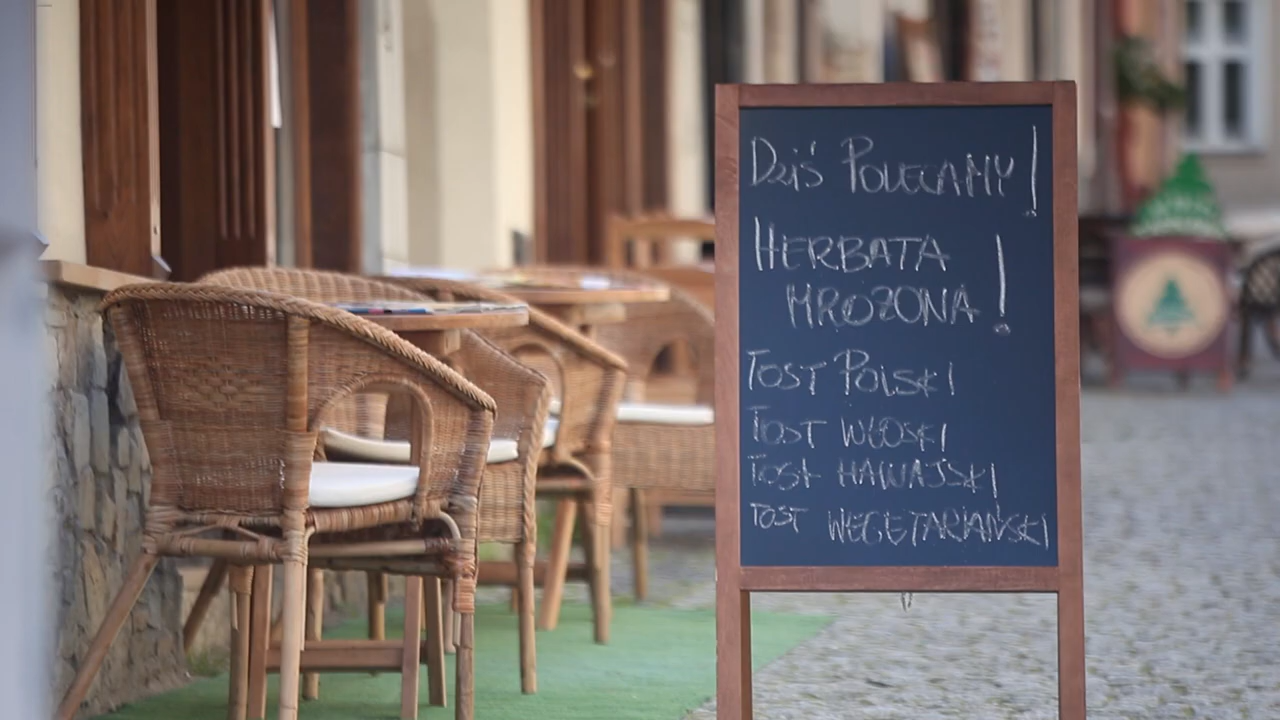 Dziś POLECAMY!
HERBATA
MROŻONA!
TOST POLSKI
TOST WŁOSKI
TOST HAWAJSKI
TOST WEGETARIAŃSKI